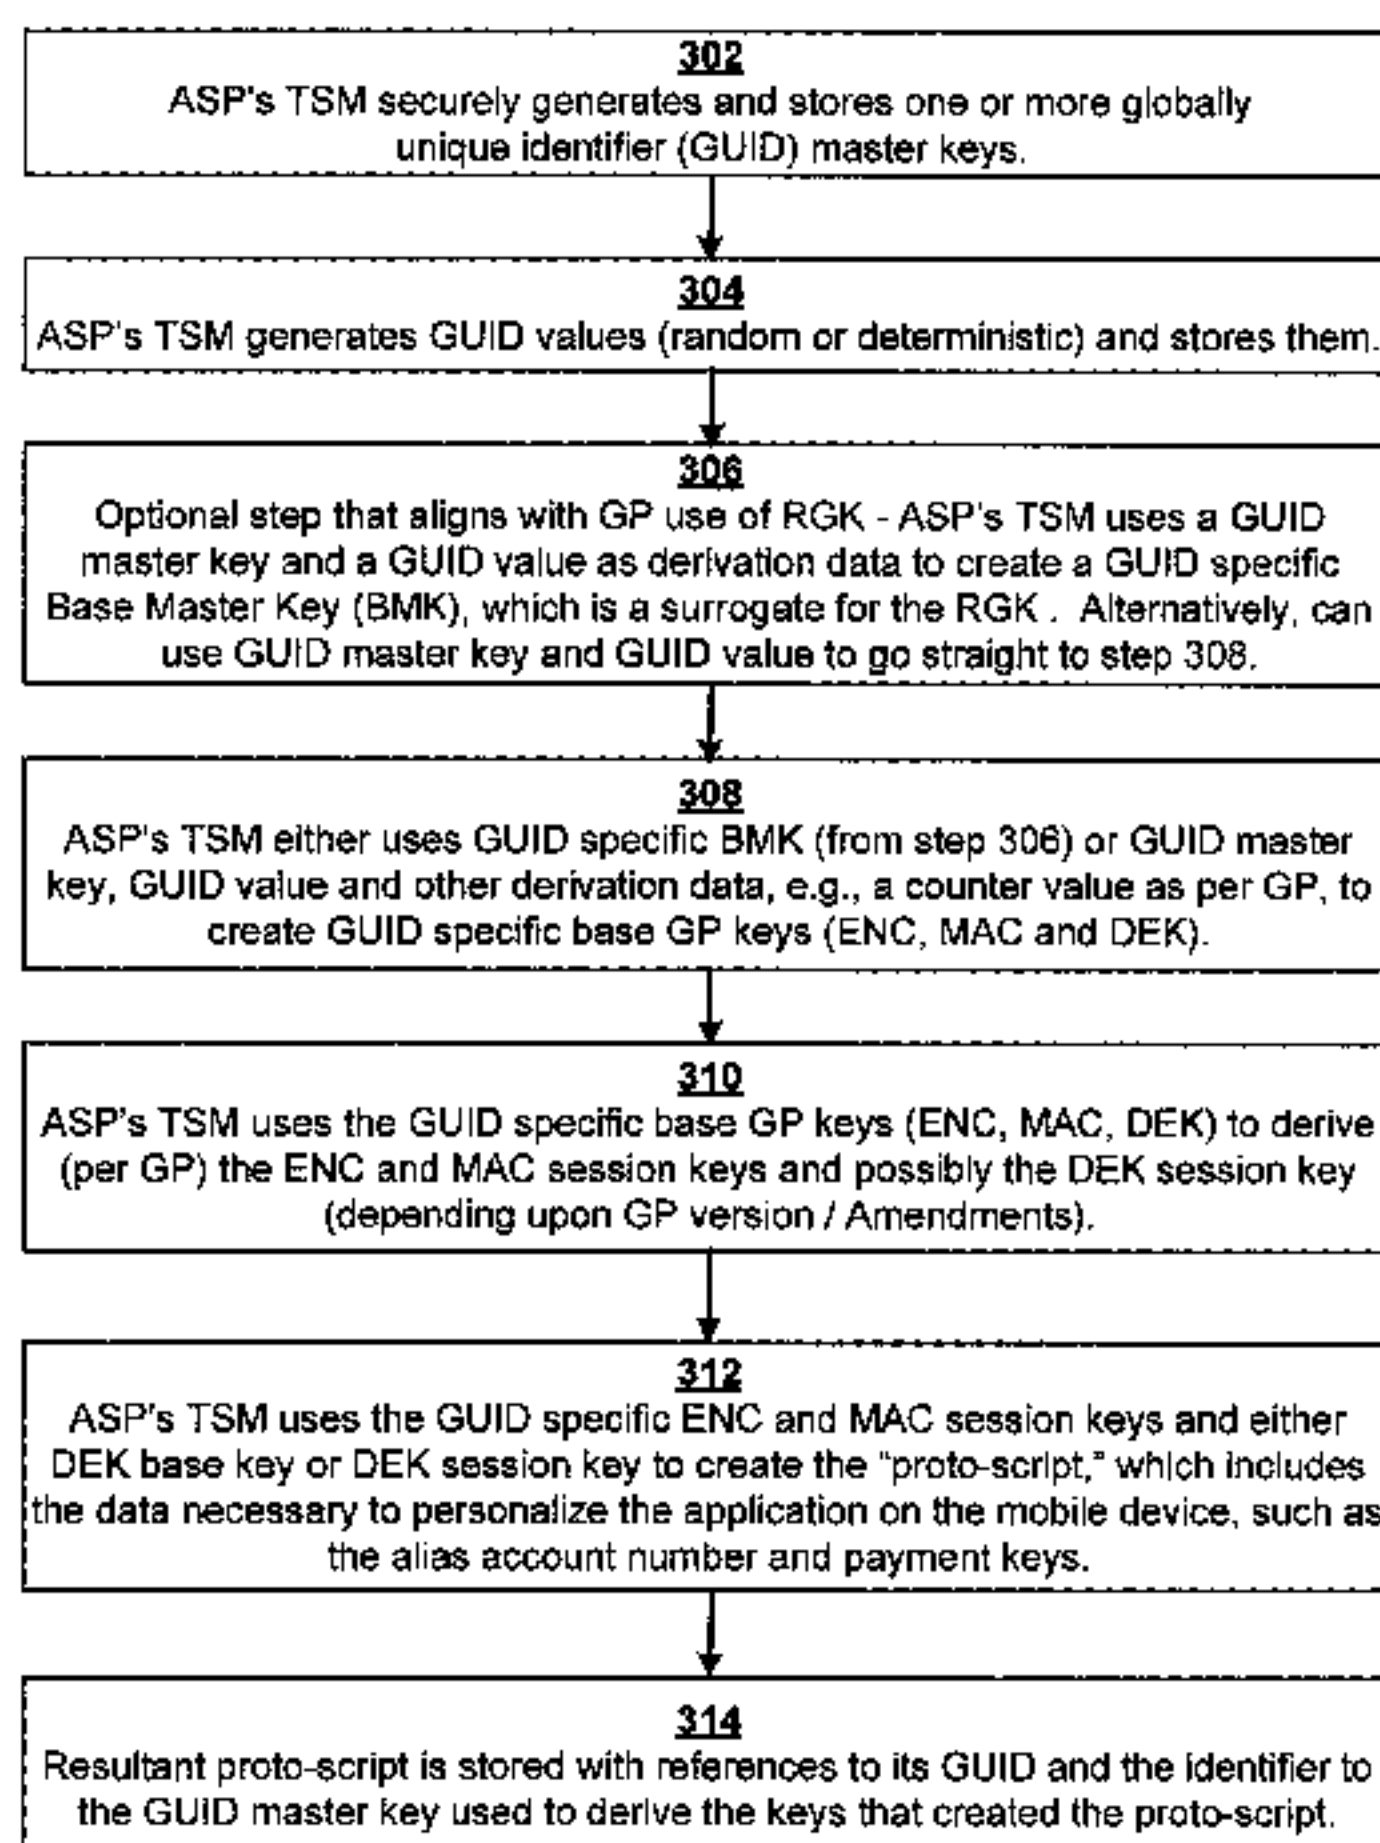 302
ASP's TSM securely generates and stores one or more globally
unique identifier (GUID) master keys.
304
ASP's TSM generates GUID values (random or deterministic) and stores them.
306
Optional step that aligns with GP use of RGK - ASP's TSM uses a GUID
master key and a GUID value as derivation data to create a GUID specific
Base Master Key (BMK), which is a surrogate for the RGK . Alternatively, can
use GUID master key and GUID value to go straight to step 308.
308
ASP's TSM either uses GUID specific BMK (from step 306) or GUID master
key, GUID value and other derivation data, e.g., a counter value as per GP, to
create GUID specific base GP keys (ENC, MAC and DEK).
310
ASP's TSM uses the GUID specific base GP keys (ENC, MAC, DEK) to derive
(per GP) the ENC and MAC session keys and possibly the DEK session key
(depending upon GP version / Amendments).
312
ASP's TSM uses the GUID specific ENC and MAC session keys and either
DEK base key or DEK session key to create the "proto-script," which includes
the data necessary to personalize the application on the mobile device, such as
the alias account number and payment keys.
314
Resultant proto-script is stored with references to its GUID and the identifier to
the GUID master key used to derive the keys that created the proto-script.